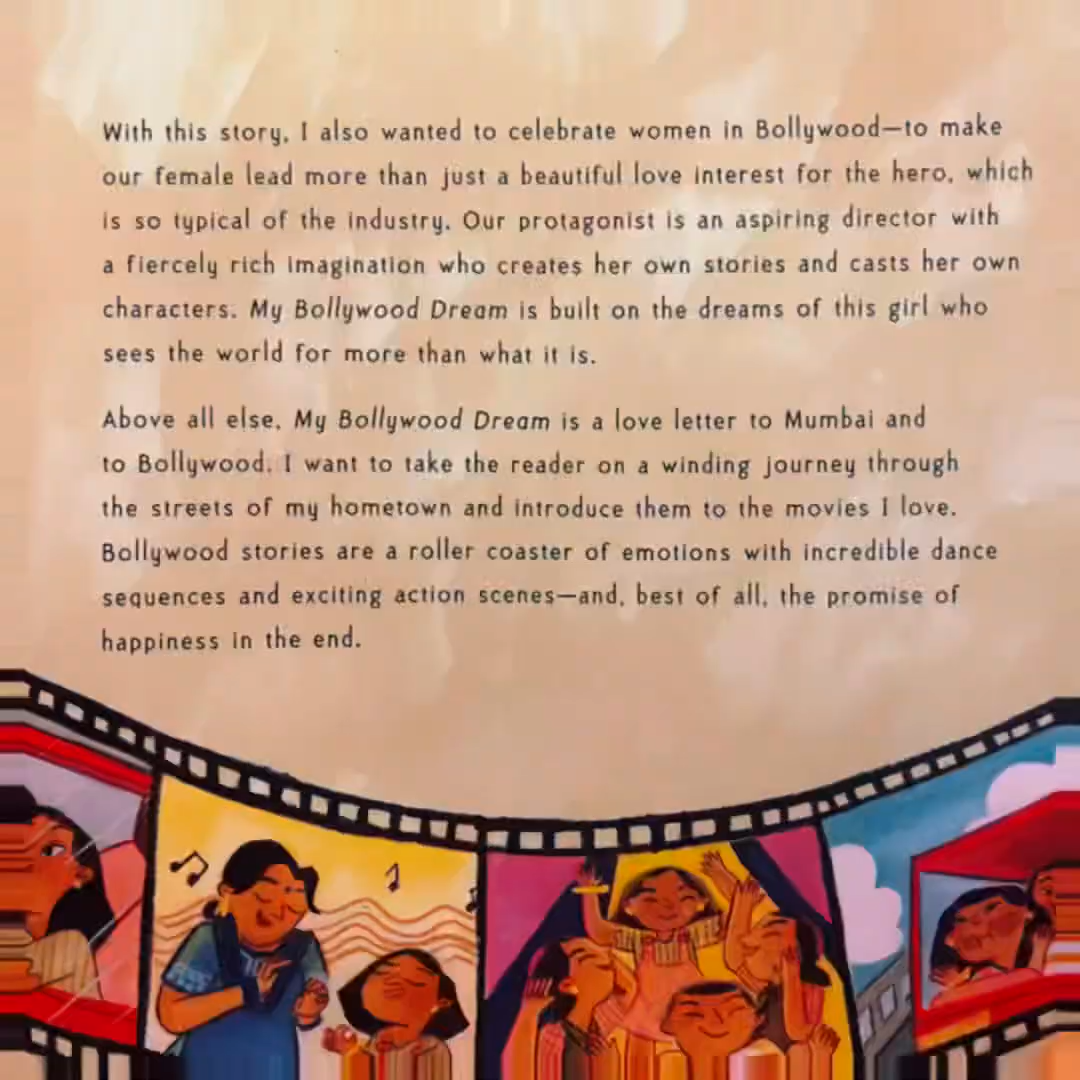 With this story, I also wanted to celebrate women in Bollywood—to make
our female lead more than just a beautiful love interest for the hero, which
is so typical of the industry. Our protagonist is an aspiring director with
a fiercely rich imagination who creates her own stories and casts her own
characters. My Bollywood Dream is built on the dreams of this girl who
sees the world for more than what it is.
Above all else, My Bollywood Dream is a love letter to Mumbai and
to Bollywood. I want to take the reader on a winding journey through
the streets of my hometown and introduce them to the movies I love.
Bollywood stories are a roller coaster of emotions with incredible dance
sequences and exciting action scenes—and, best of all, the promise of
happiness in the end.